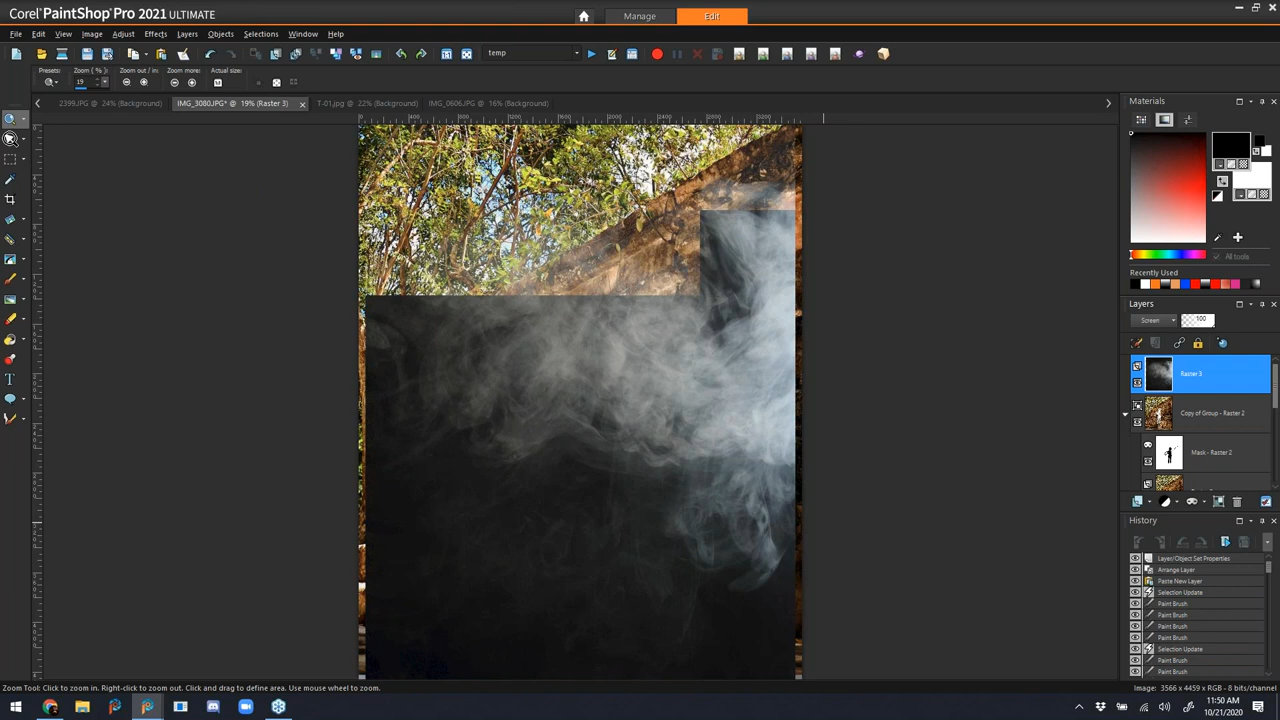 Corel® PaintShop® Pro 2021 ULTIMATE
Manage
Edit
File Edit View Image Adjust Effects Layers Objects Selections Window Help
temp
Presets: Zoom ( % ): Zoom out / in: Zoom more: Actual size:
19
2399.JPG @ 24% (Background)
IMG_3080.JPG* @ 19% (Raster 3)
T-01.jpg @ 22% (Background)
IMG_0606.JPG @ 16% (Background)
Materials
All tools
Recently Used
Layers
Screen
100
Raster 3
Copy of Group - Raster 2
Mask - Raster 2
History
Layer/Object Set Properties
Arrange Layer
Paste New Layer
Selection Update
Paint Brush
Paint Brush
Paint Brush
Paint Brush
Selection Update
Paint Brush
Paint Brush
Zoom Tool: Click to zoom in. Right-click to zoom out. Click and drag to define area. Use mouse wheel to zoom.
Image: 3566 x 4459 x RGB - 8 bits/channel
11:50 AM
10/21/2020